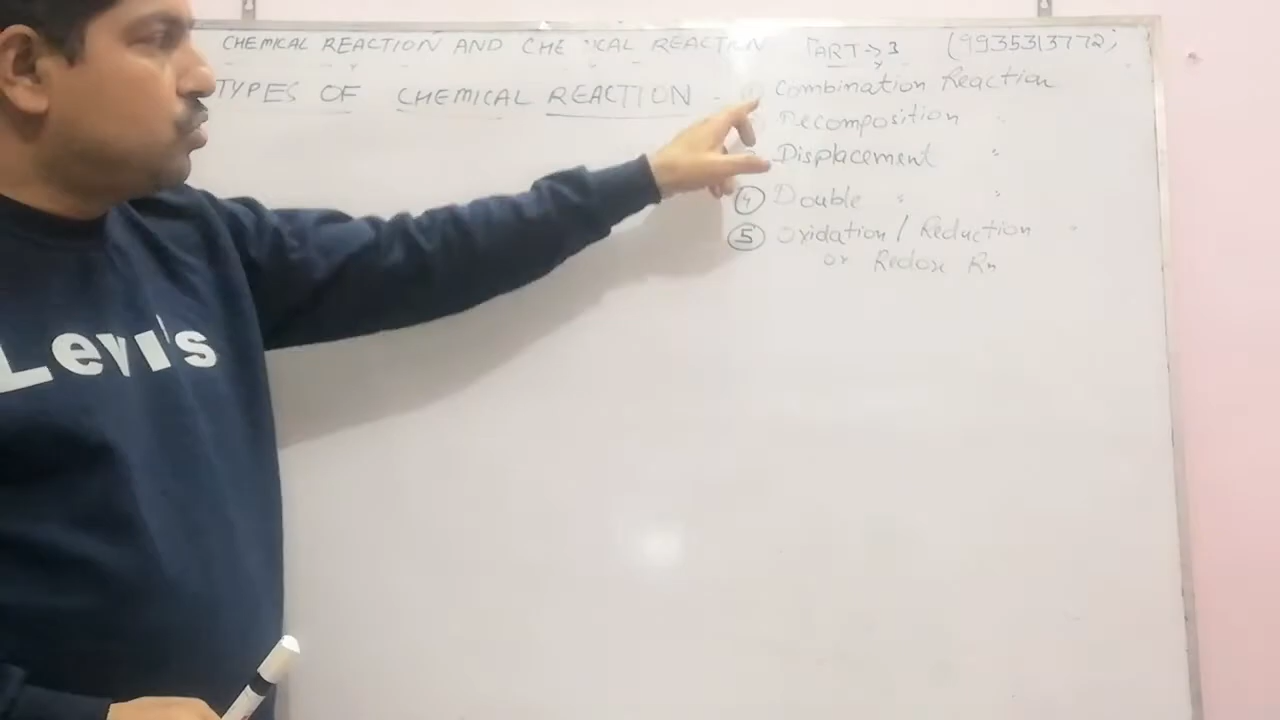 CHEMICAL REACTION AND CHE ICAL REACTION PART → 3 (9935313772)
TYPES OF CHEMICAL REACTION - ① Combination Reaction
Decomposition "
Displacement "
④ Double " "
⑤ Oxidation / Reduction "
or Redox Rn
Levi's